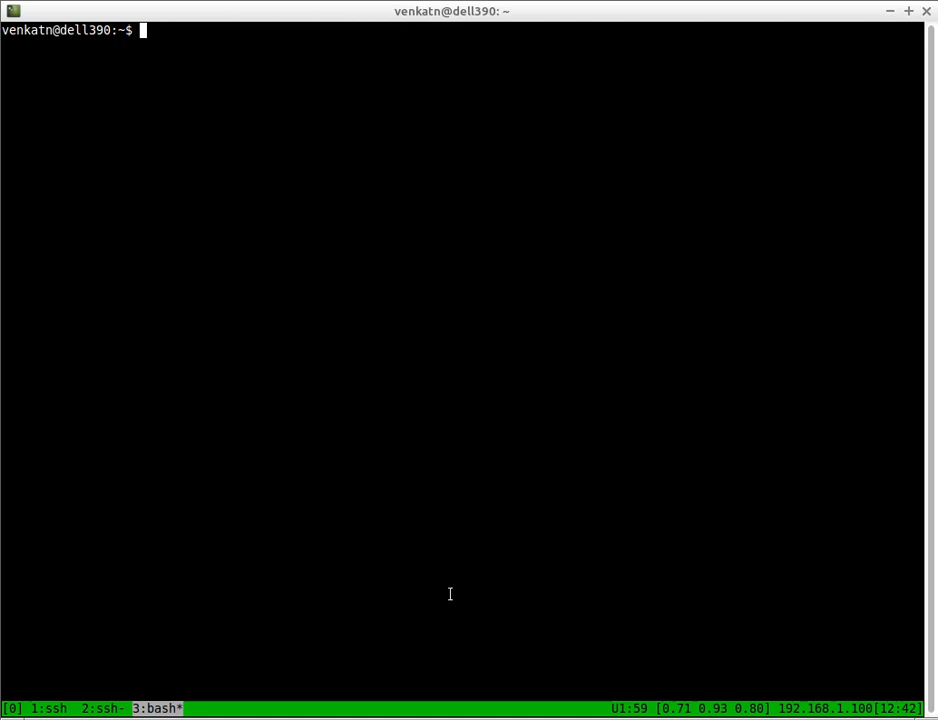 venkatn@dell390: ~
venkatn@dell390:~$
[0] 1:ssh  2:ssh- 3:bash* U1:59 [0.71 0.93 0.80] 192.168.1.100[12:42]